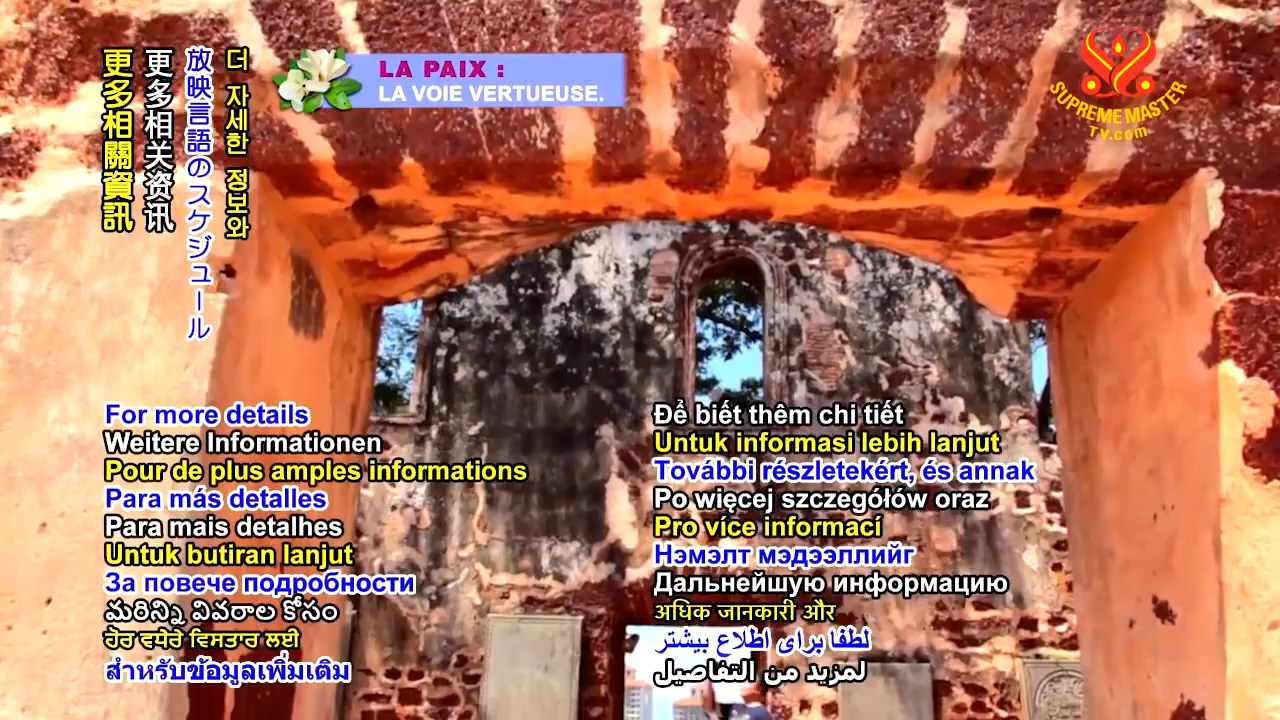 更多相關資訊
更多相关资讯
放映言語のスケジュール
더 자세한 정보와
LA PAIX :
LA VOIE VERTUEUSE.
SUPREME MASTER
TV.com
For more details
Weitere Informationen
Pour de plus amples informations
Para más detalles
Para mais detalhes
Untuk butiran lanjut
За повече подробности
మరిన్ని వివరాల కోసం
ਹੋਰ ਵਧੇਰੇ ਵਿਸਤਾਰ ਲਈ
สำหรับข้อมูลเพิ่มเติม
Để biết thêm chi tiết
Untuk informasi lebih lanjut
További részletekért, és annak
Po więcej szczegółów oraz
Pro více informací
Нэмэлт мэдээллийг
Дальнейшую информацию
अधिक जानकारी और
لطفا برای اطلاع بیشتر
لمزيد من التفاصيل